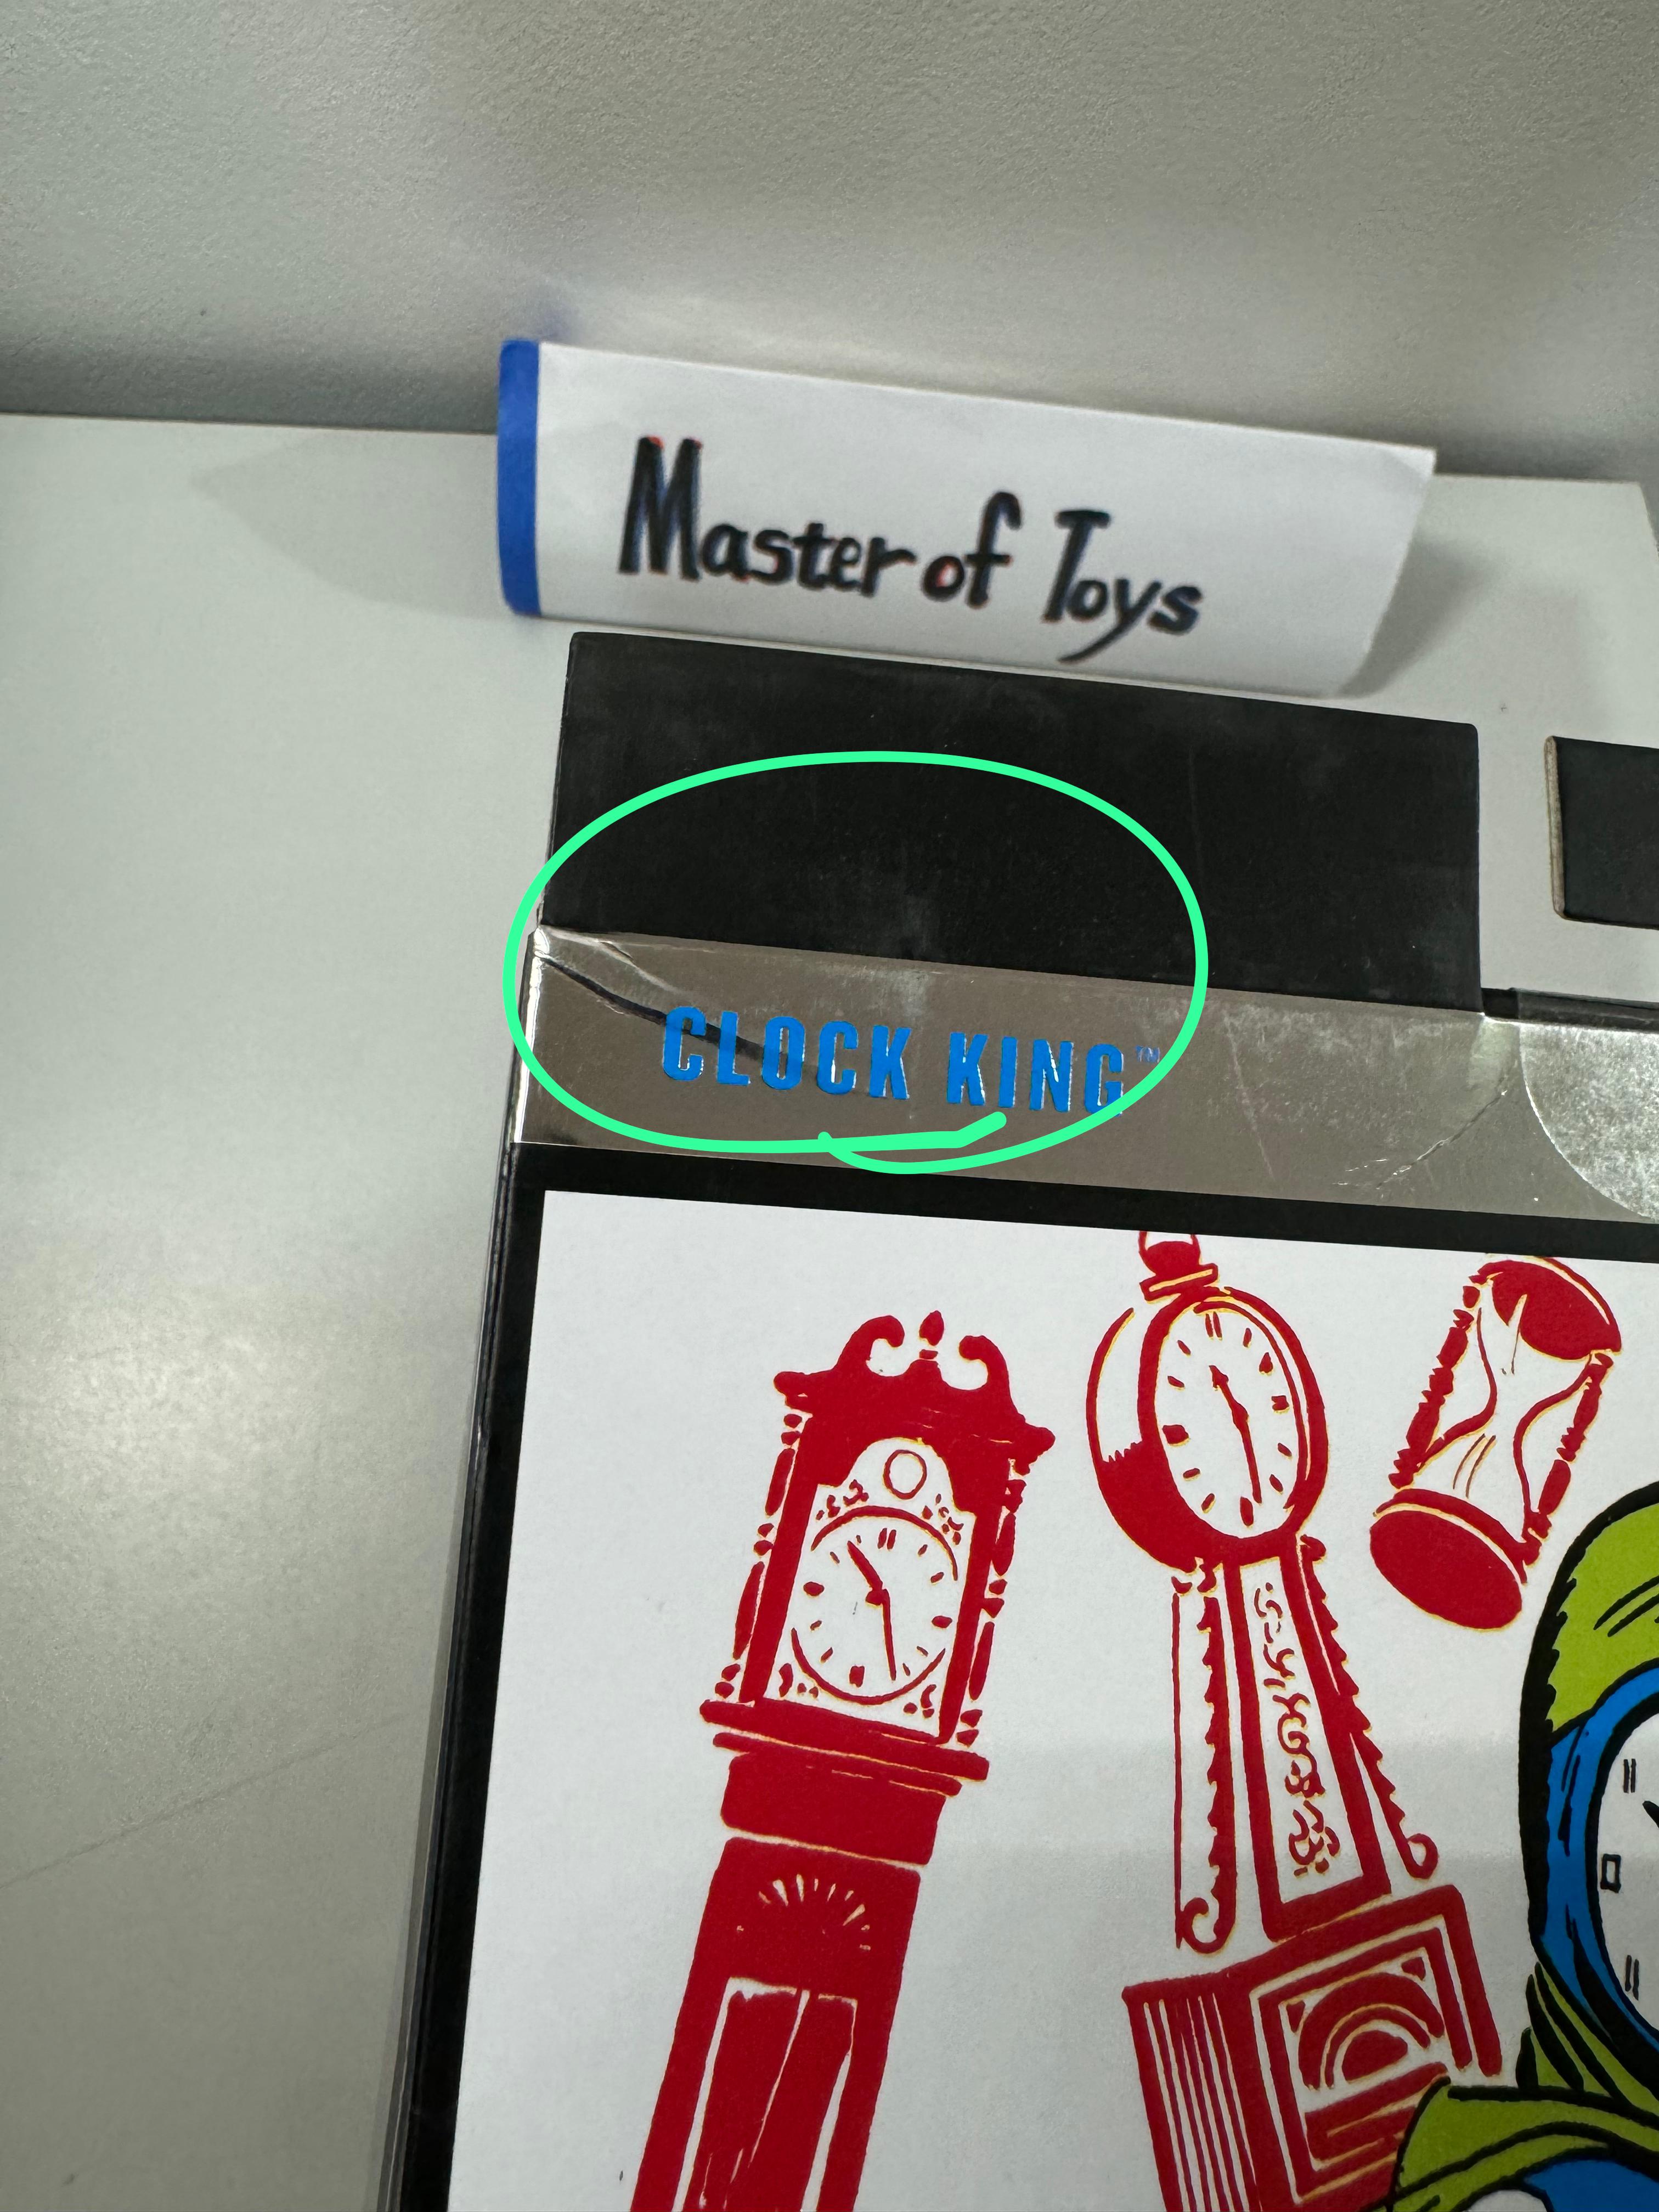 Master of Toys
CLOCK KING™